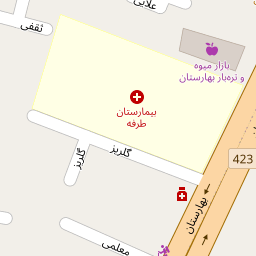 علایی
ثقفی
بازار میوه
و تره‌بار بهارستان
بیمارستان
طرفه
گلریز
گلریز
423
بهارستان
معلمی